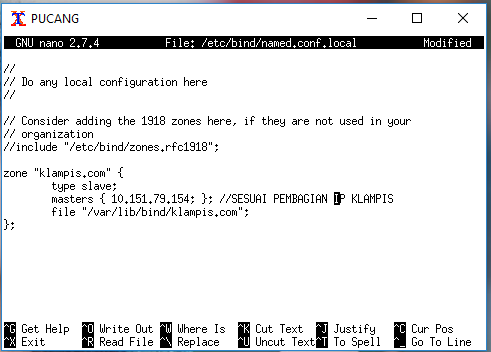 PUCANG
GNU nano 2.7.4 File: /etc/bind/named.conf.local Modified
//
// Do any local configuration here
//
// Consider adding the 1918 zones here, if they are not used in your
// organization
//include "/etc/bind/zones.rfc1918";
zone "klampis.com" {
type slave;
masters { 10.151.79.154; }; //SESUAI PEMBAGIAN IP KLAMPIS
file "/var/lib/bind/klampis.com";
};
^G Get Help ^O Write Out ^W Where Is ^K Cut Text ^J Justify ^C Cur Pos
^X Exit ^R Read File ^\ Replace ^U Uncut Text ^T To Spell ^_ Go To Line